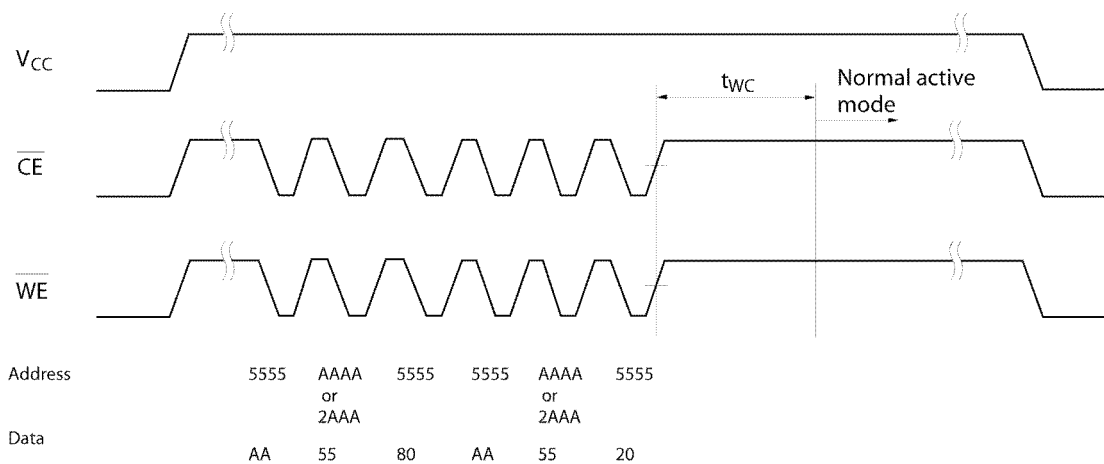 VCC
tWC
Normal active
mode
CE
WE
Address 5555 AAAA 5555 5555 AAAA 5555
or or
2AAA 2AAA
Data
AA 55 80 AA 55 20